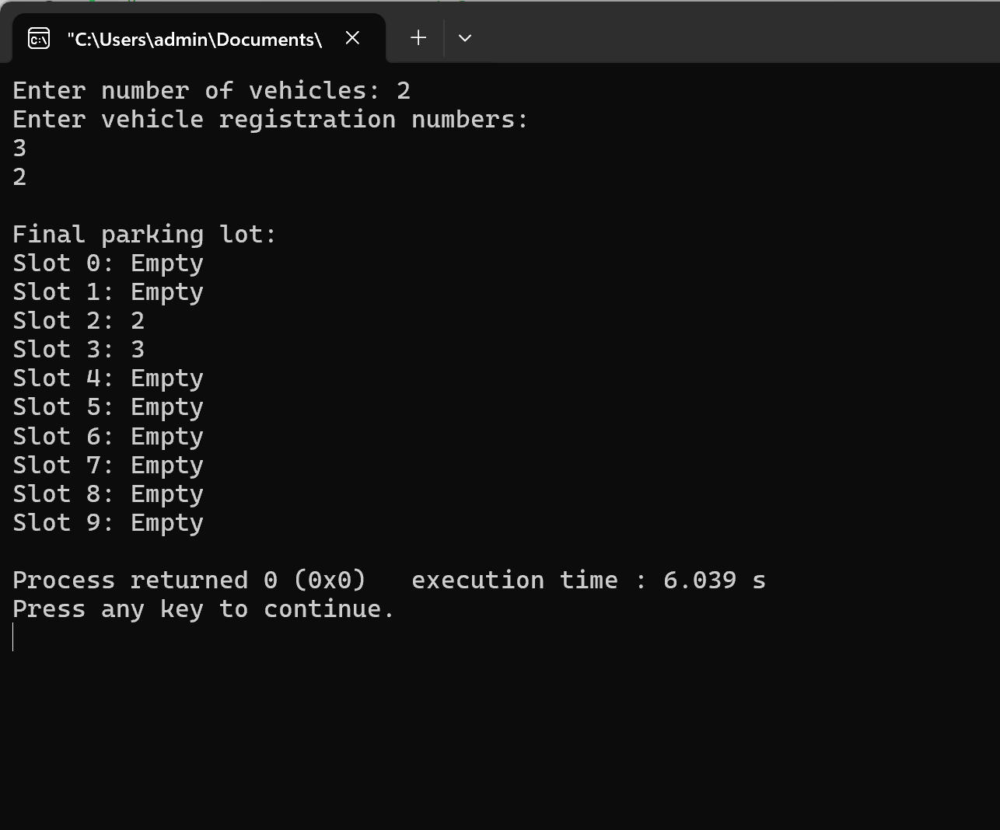 "C:\Users\admin\Documents\
Enter number of vehicles: 2
Enter vehicle registration numbers:
3
2
Final parking lot:
Slot 0: Empty
Slot 1: Empty
Slot 2: 2
Slot 3: 3
Slot 4: Empty
Slot 5: Empty
Slot 6: Empty
Slot 7: Empty
Slot 8: Empty
Slot 9: Empty
Process returned 0 (0x0)   execution time : 6.039 s
Press any key to continue.